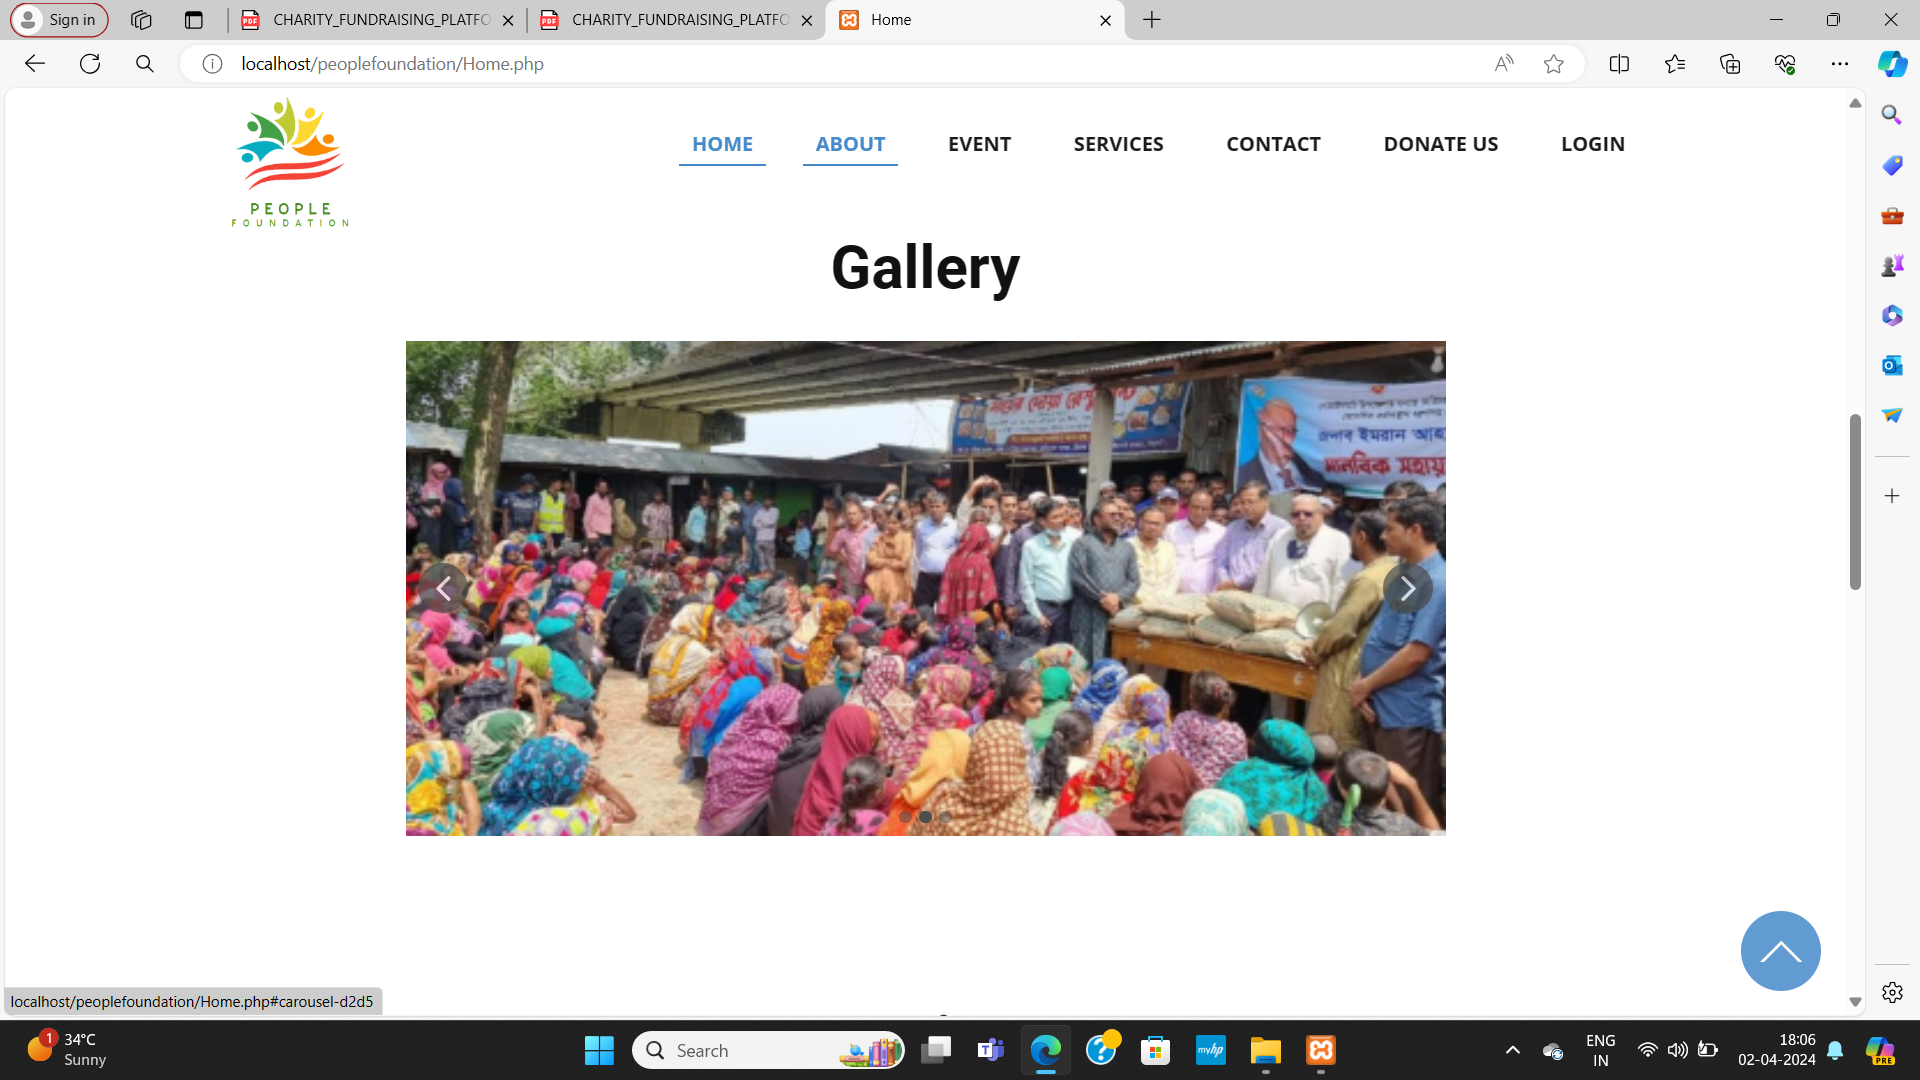 Sign in
CHARITY_FUNDRAISING_PLATFO
CHARITY_FUNDRAISING_PLATFO
Home
localhost/peoplefoundation/Home.php
PEOPLE
FOUNDATION
HOME
ABOUT
EVENT
SERVICES
CONTACT
DONATE US
LOGIN
Gallery
মায়ের দোয়া
জনাব ইমরান আহ
মানবিক সহায়
localhost/peoplefoundation/Home.php#carousel-d2d5
1
34°C
Sunny
Search
myhp
ENG
IN
18:06
02-04-2024
PRE